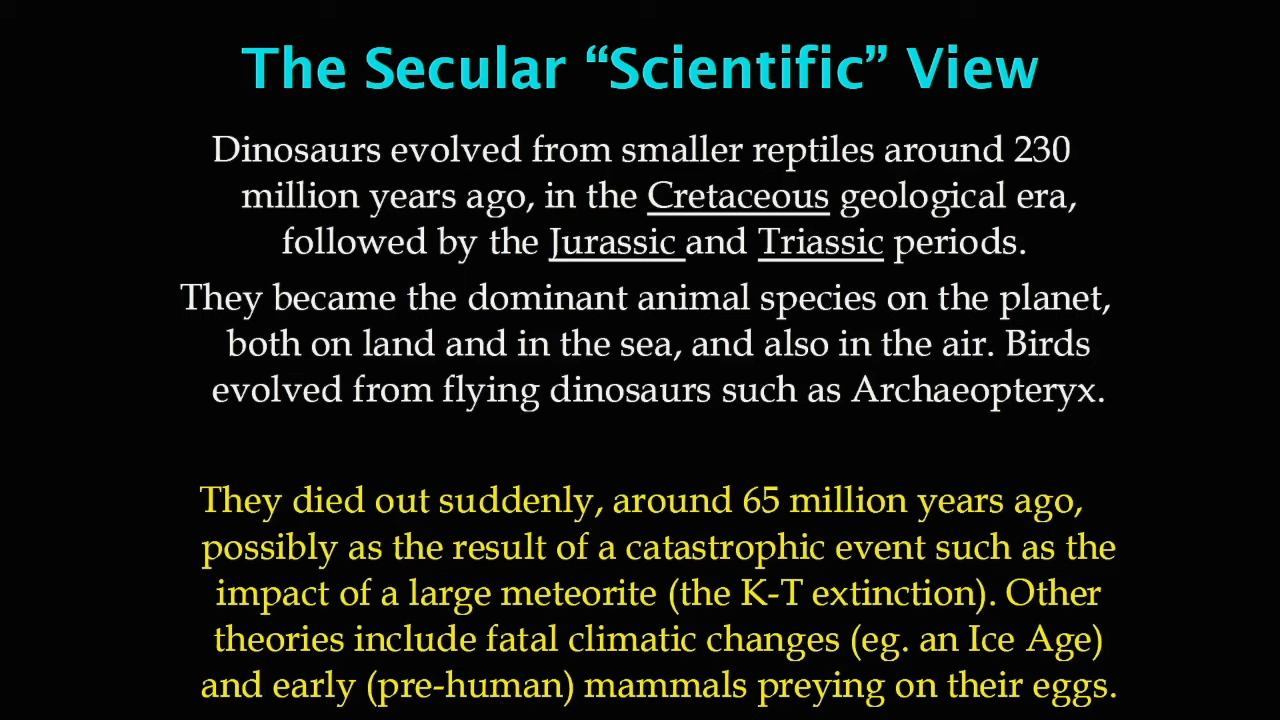 The Secular “Scientific” View
Dinosaurs evolved from smaller reptiles around 230
million years ago, in the Cretaceous geological era,
followed by the Jurassic and Triassic periods.
They became the dominant animal species on the planet,
both on land and in the sea, and also in the air. Birds
evolved from flying dinosaurs such as Archaeopteryx.
They died out suddenly, around 65 million years ago,
possibly as the result of a catastrophic event such as the
impact of a large meteorite (the K-T extinction). Other
theories include fatal climatic changes (eg. an Ice Age)
and early (pre-human) mammals preying on their eggs.